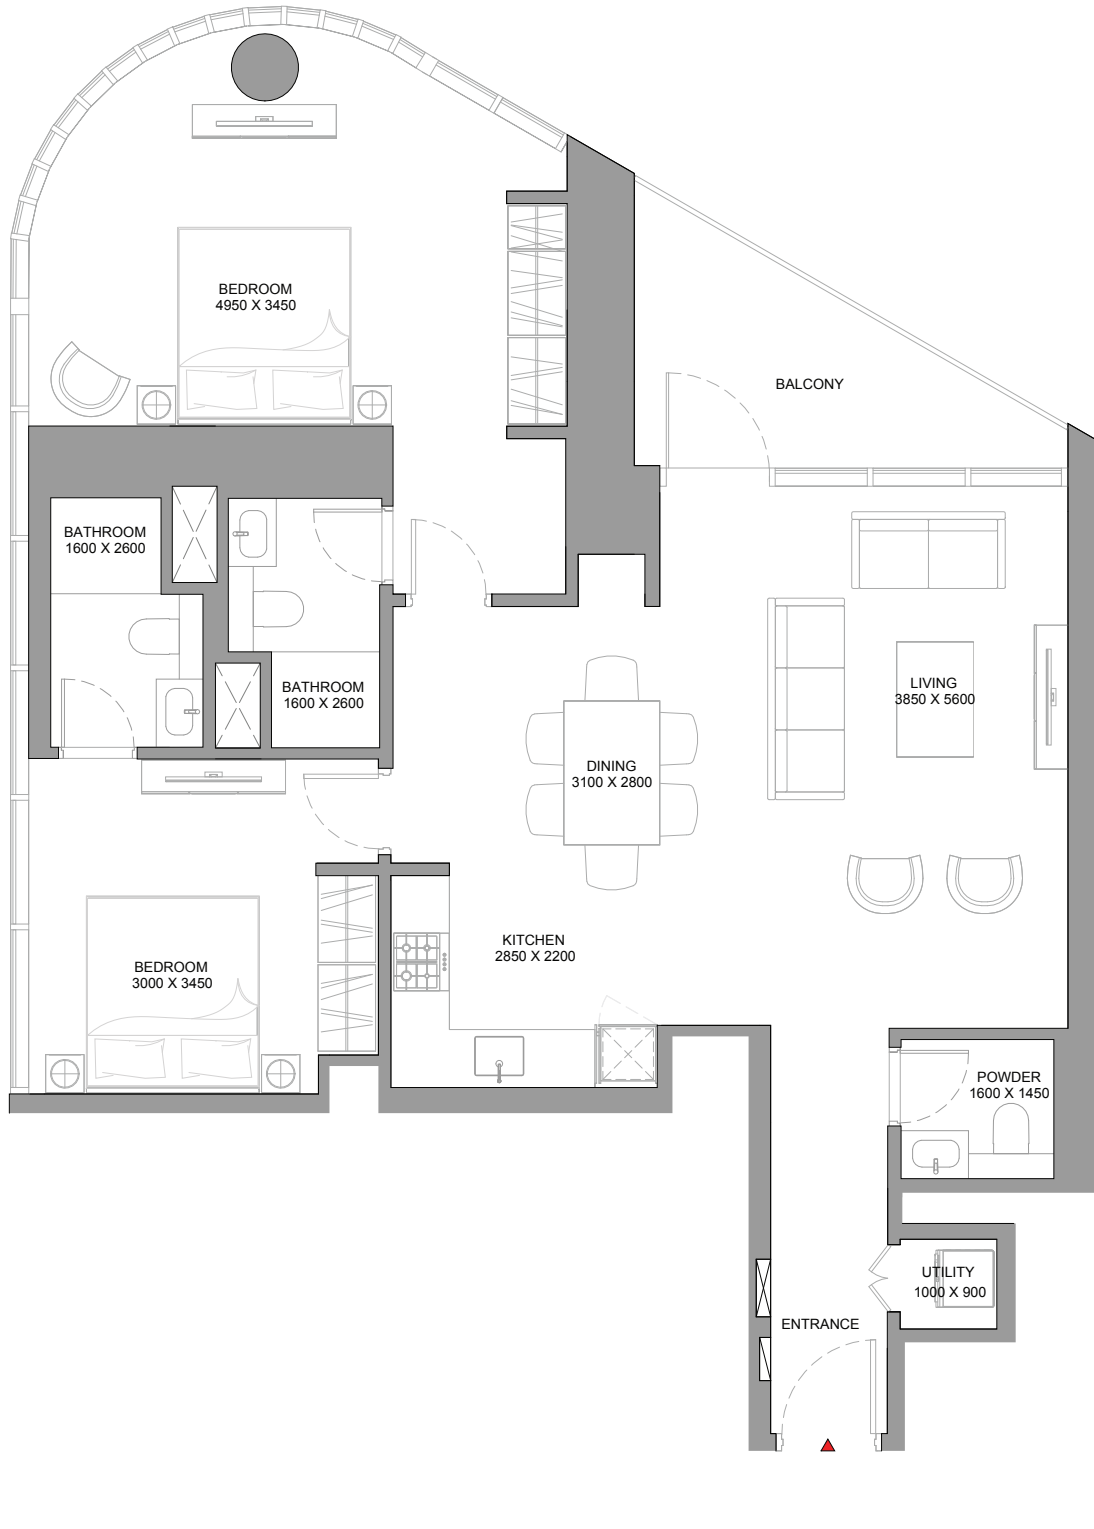 BEDROOM
4950 X 3450
BALCONY
BATHROOM
1600 X 2600
BATHROOM
1600 X 2600
LIVING
3850 X 5600
DINING
3100 X 2800
KITCHEN
2850 X 2200
BEDROOM
3000 X 3450
POWDER
1600 X 1450
UTILITY
1000 X 900
ENTRANCE